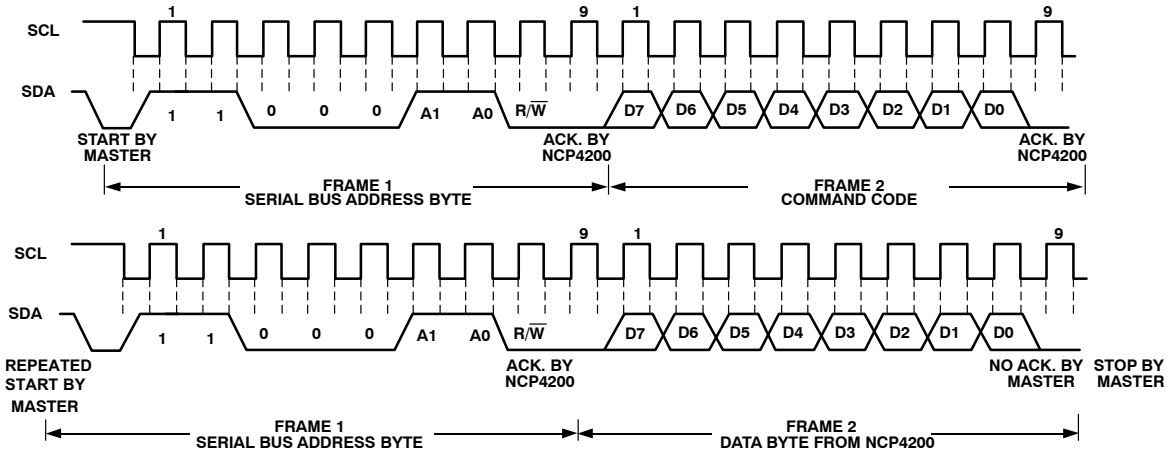 1 9 1 9
SCL
SDA
1 1 0 0 0 A1 A0 R/W̅ D7 D6 D5 D4 D3 D2 D1 D0
START BY
MASTER
ACK. BY
NCP4200
ACK. BY
NCP4200
FRAME 1
SERIAL BUS ADDRESS BYTE
FRAME 2
COMMAND CODE
1 9 1 9
SCL
SDA
1 1 0 0 0 A1 A0 R/W̅ D7 D6 D5 D4 D3 D2 D1 D0
REPEATED
START BY
MASTER
ACK. BY
NCP4200
NO ACK. BY
MASTER
STOP BY
MASTER
FRAME 1
SERIAL BUS ADDRESS BYTE
FRAME 2
DATA BYTE FROM NCP4200